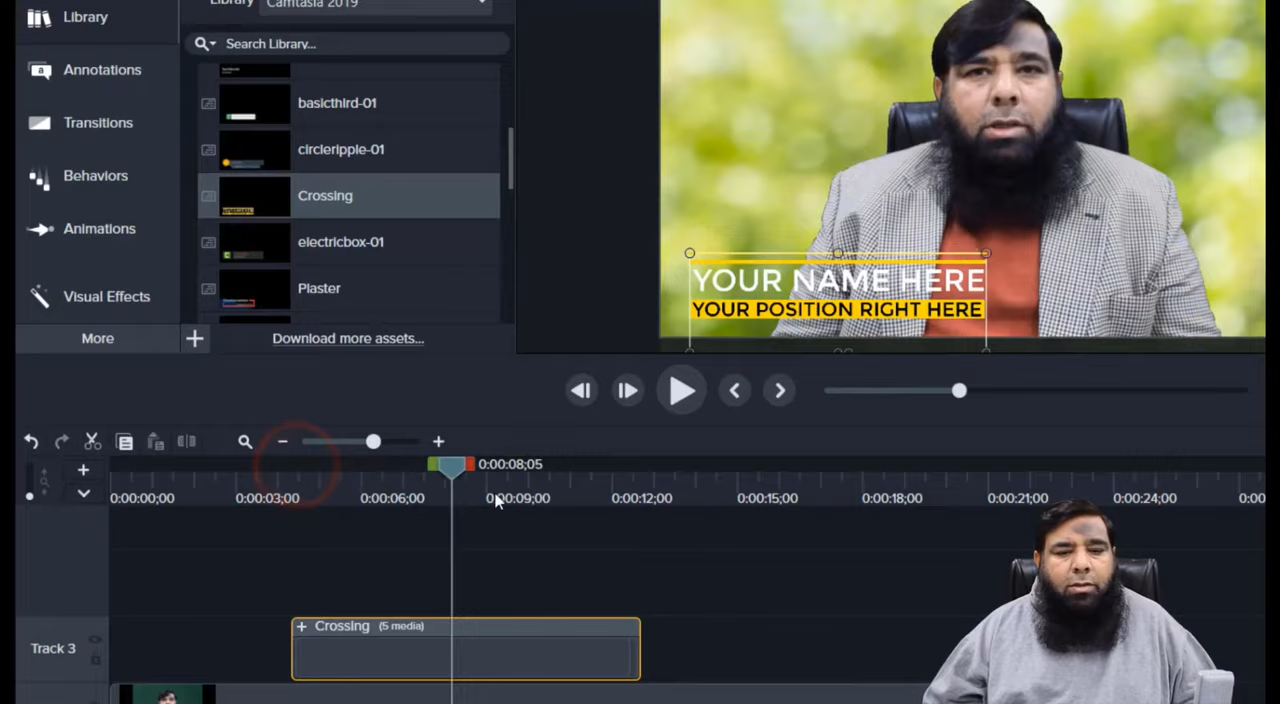 Library Camtasia 2019
Library
Search Library...
Annotations
basicthird-01
Transitions
circleripple-01
Behaviors
Crossing
Animations
electricbox-01
Visual Effects
Plaster
More
Download more assets...
YOUR NAME HERE
YOUR POSITION RIGHT HERE
0:00:08;05
0:00:00;00 0:00:03;00 0:00:06;00 0:00:09;00 0:00:12;00 0:00:15;00 0:00:18;00 0:00:21;00 0:00:24;00 0:00
Crossing (5 media)
Track 3